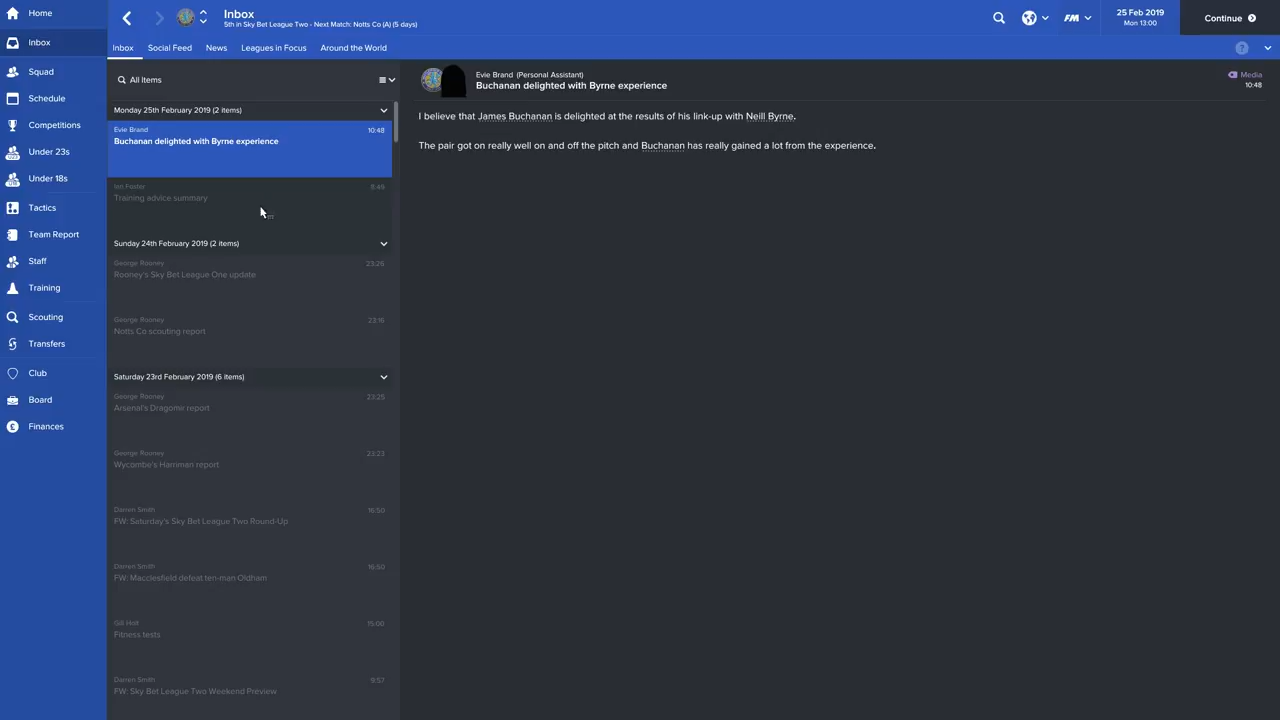 Home
Inbox
Squad
Schedule
Competitions
Under 23s
Under 18s
Tactics
Team Report
Staff
Training
Scouting
Transfers
Club
Board
Finances
Inbox
5th in Sky Bet League Two - Next Match: Notts Co (A) (5 days)
FM
25 Feb 2019
Mon 13:00
Continue
Inbox
Social Feed
News
Leagues in Focus
Around the World
?
All Items
Monday 25th February 2019 (2 items)
Evie Brand 10:48
Buchanan delighted with Byrne experience
Ian Foster 8:49
Training advice summary
Sunday 24th February 2019 (2 items)
George Rooney 23:26
Rooney's Sky Bet League One update
George Rooney 23:16
Notts Co scouting report
Saturday 23rd February 2019 (6 items)
George Rooney 23:25
Arsenal's Dragomir report
George Rooney 23:23
Wycombe's Harriman report
Darren Smith 16:50
FW: Saturday's Sky Bet League Two Round-Up
Darren Smith 16:50
FW: Macclesfield defeat ten-man Oldham
Gill Holt 15:00
Fitness tests
Darren Smith 9:57
FW: Sky Bet League Two Weekend Preview
Evie Brand (Personal Assistant)
Buchanan delighted with Byrne experience
Media
10:48
I believe that James Buchanan is delighted at the results of his link-up with Neill Byrne.
The pair got on really well on and off the pitch and Buchanan has really gained a lot from the experience.